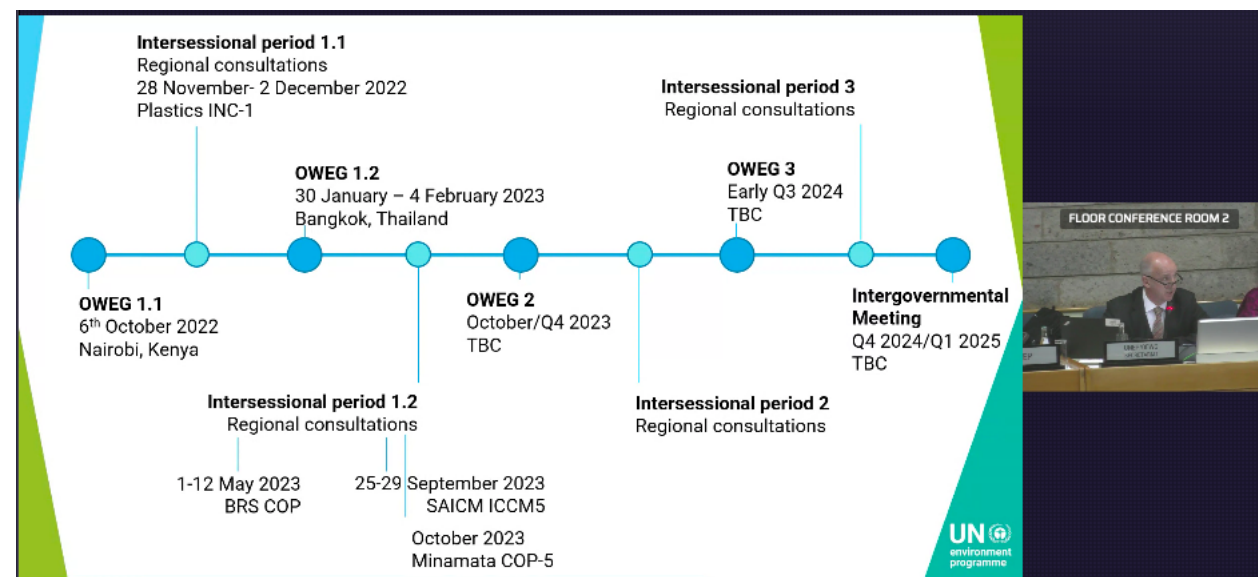 Intersessional period 1.1
Regional consultations
28 November- 2 December 2022
Plastics INC-1
Intersessional period 3
Regional consultations
OWEG 1.2
30 January – 4 February 2023
Bangkok, Thailand
OWEG 3
Early Q3 2024
TBC
OWEG 1.1
6th October 2022
Nairobi, Kenya
OWEG 2
October/Q4 2023
TBC
Intergovernmental
Meeting
Q4 2024/Q1 2025
TBC
Intersessional period 1.2
Regional consultations
Intersessional period 2
Regional consultations
1-12 May 2023
BRS COP
25-29 September 2023
SAICM ICCM5
October 2023
Minamata COP-5
UN
environment
programme
FLOOR CONFERENCE ROOM 2